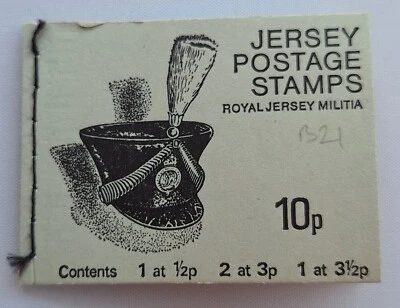 JERSEY
POSTAGE
STAMPS
ROYAL JERSEY MILITIA
B21
10p
Contents 1 at ½p 2 at 3p 1 at 3½p